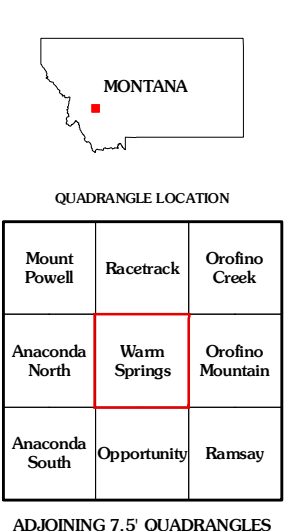 MONTANA
QUADRANGLE LOCATION
Mount
Powell
Racetrack
Orofino
Creek
Anaconda
North
Warm
Springs
Orofino
Mountain
Anaconda
South
Opportunity
Ramsay
ADJOINING 7.5' QUADRANGLES